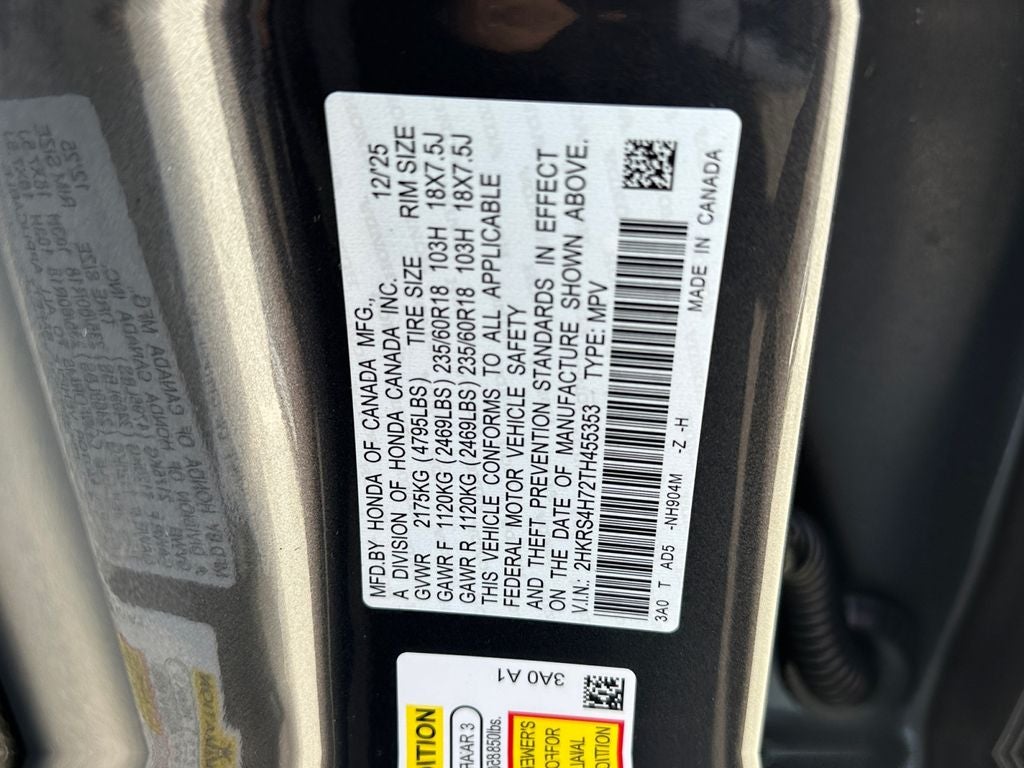 MFD.BY HONDA OF CANADA MFG.,
A DIVISION OF HONDA CANADA INC. 12/'25
GVWR 2175KG (4795LBS) TIRE SIZE RIM SIZE
GAWR F 1120KG (2469LBS) 235/60R18 103H 18X7.5J
GAWR R 1120KG (2469LBS) 235/60R18 103H 18X7.5J
THIS VEHICLE CONFORMS TO ALL APPLICABLE
FEDERAL MOTOR VEHICLE SAFETY
AND THEFT PREVENTION STANDARDS IN EFFECT
ON THE DATE OF MANUFACTURE SHOWN ABOVE.
V.I.N.: 2HKRS4H72TH455353 TYPE: MPV
3A0 T AD5 -NH904M -Z -H
MADE IN CANADA
3A0 A1